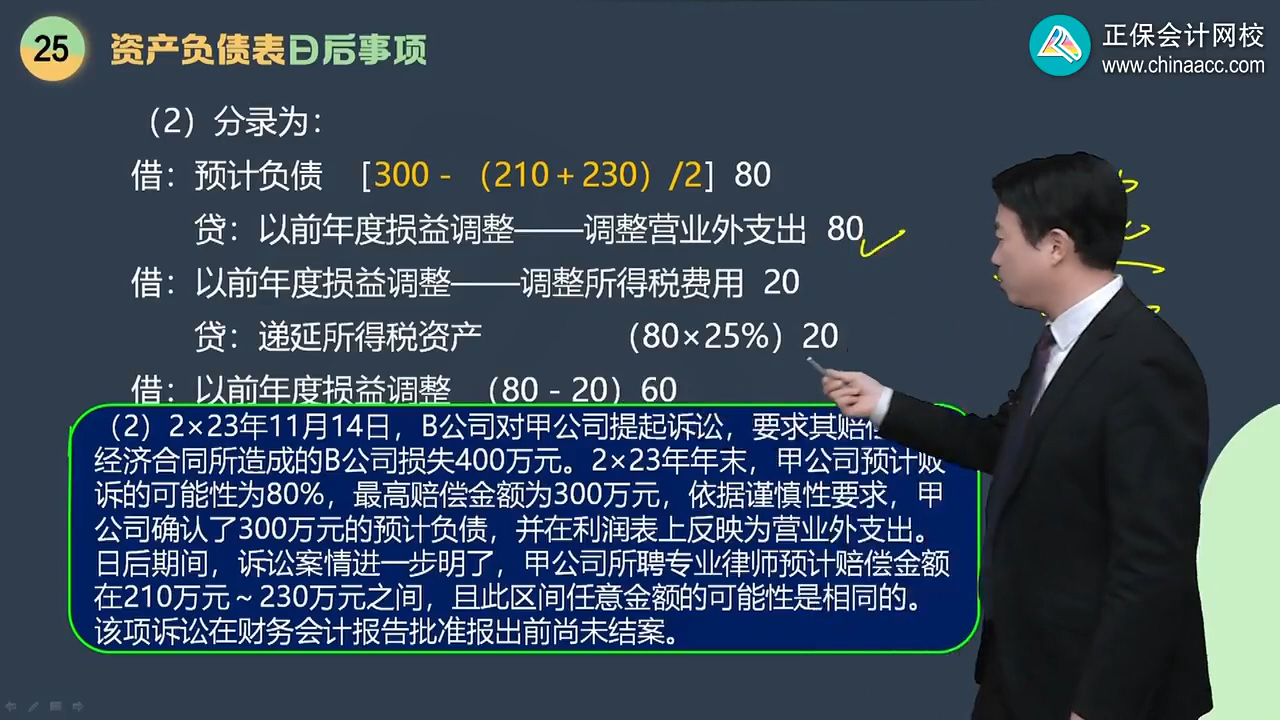 25 资产负债表日后事项
正保会计网校
www.chinaacc.com
（2）分录为：
借：预计负债 [300 -（210＋230）/2] 80
贷：以前年度损益调整——调整营业外支出 80
借：以前年度损益调整——调整所得税费用 20
贷：递延所得税资产 （80×25%）20
借：以前年度损益调整 （80 - 20）60
（2）2×23年11月14日，B公司对甲公司提起诉讼，要求其赔偿
经济合同所造成的B公司损失400万元。2×23年年末，甲公司预计败
诉的可能性为80%，最高赔偿金额为300万元，依据谨慎性要求，甲
公司确认了300万元的预计负债，并在利润表上反映为营业外支出。
日后期间，诉讼案情进一步明了，甲公司所聘专业律师预计赔偿金额
在210万元～230万元之间，且此区间任意金额的可能性是相同的。
该项诉讼在财务会计报告批准报出前尚未结案。